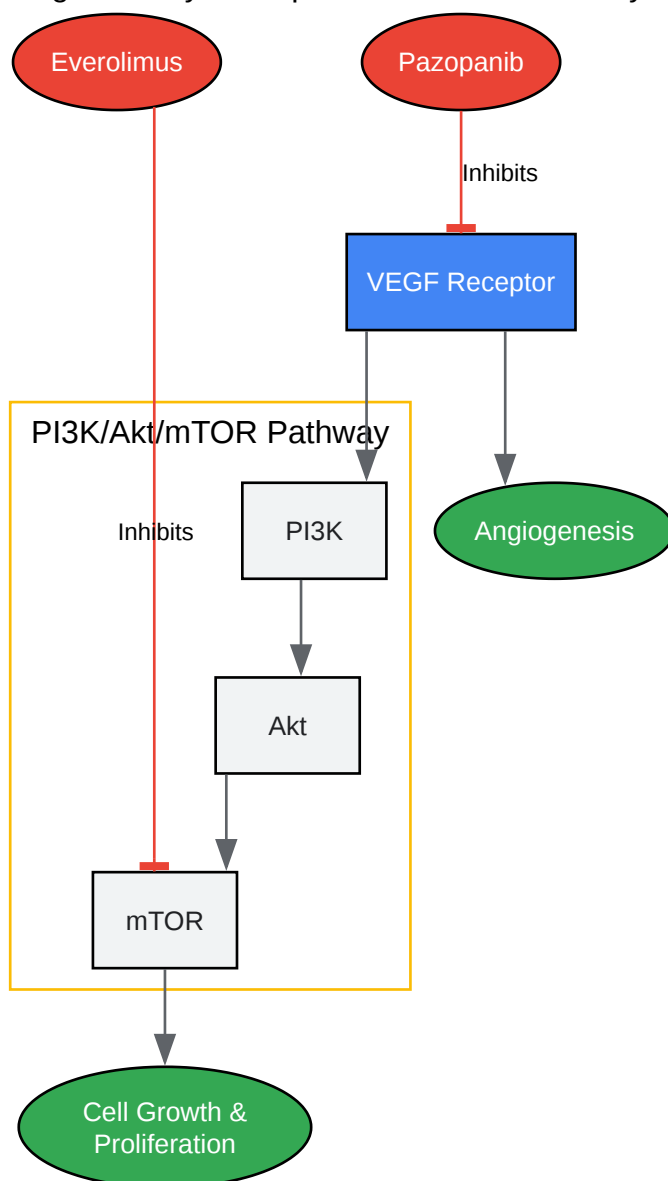 Everolimus
Pazopanib
Inhibits
VEGF Receptor
PI3K/Akt/mTOR Pathway
Inhibits
PI3K
Angiogenesis
Akt
mTOR
Cell Growth &
Proliferation